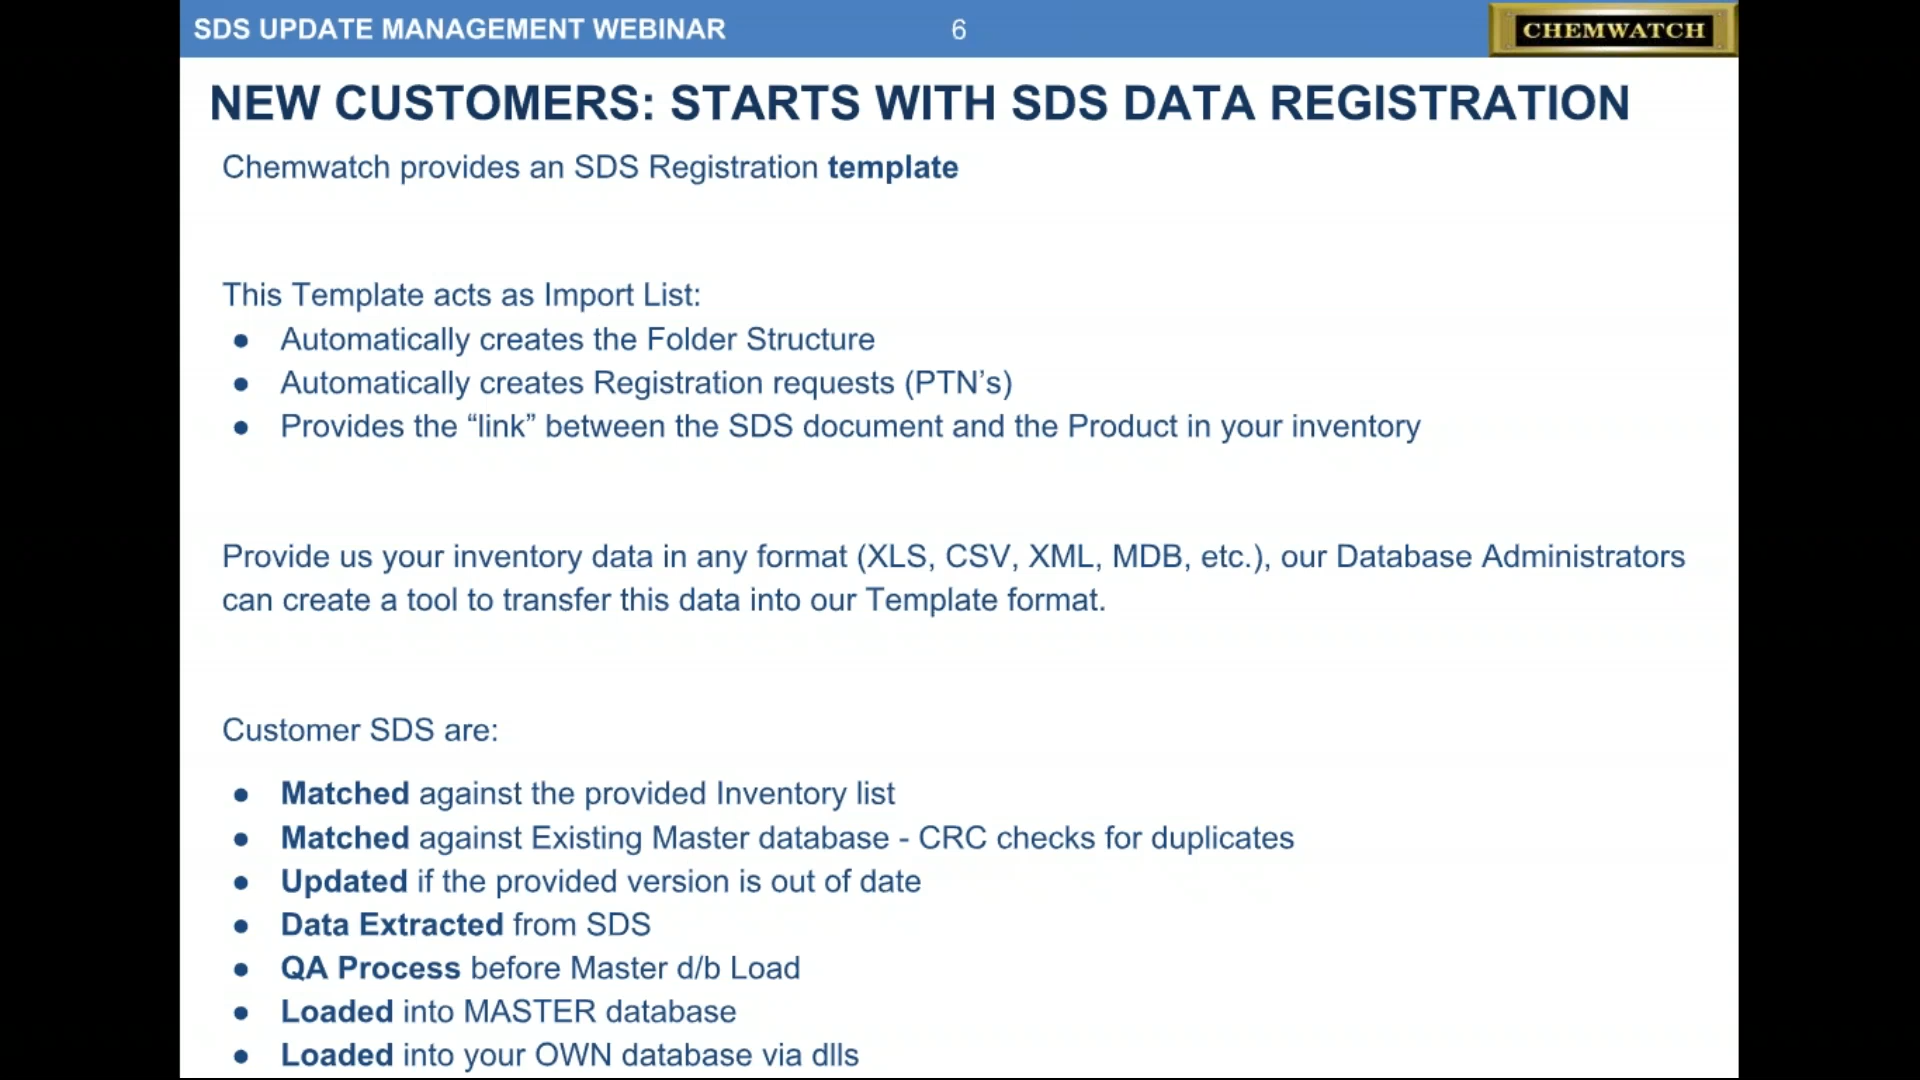 SDS UPDATE MANAGEMENT WEBINAR
6
CHEMWATCH
NEW CUSTOMERS: STARTS WITH SDS DATA REGISTRATION
Chemwatch provides an SDS Registration template
This Template acts as Import List:
● Automatically creates the Folder Structure
● Automatically creates Registration requests (PTN’s)
● Provides the “link” between the SDS document and the Product in your inventory
Provide us your inventory data in any format (XLS, CSV, XML, MDB, etc.), our Database Administrators
can create a tool to transfer this data into our Template format.
Customer SDS are:
● Matched against the provided Inventory list
● Matched against Existing Master database - CRC checks for duplicates
● Updated if the provided version is out of date
● Data Extracted from SDS
● QA Process before Master d/b Load
● Loaded into MASTER database
● Loaded into your OWN database via dlls